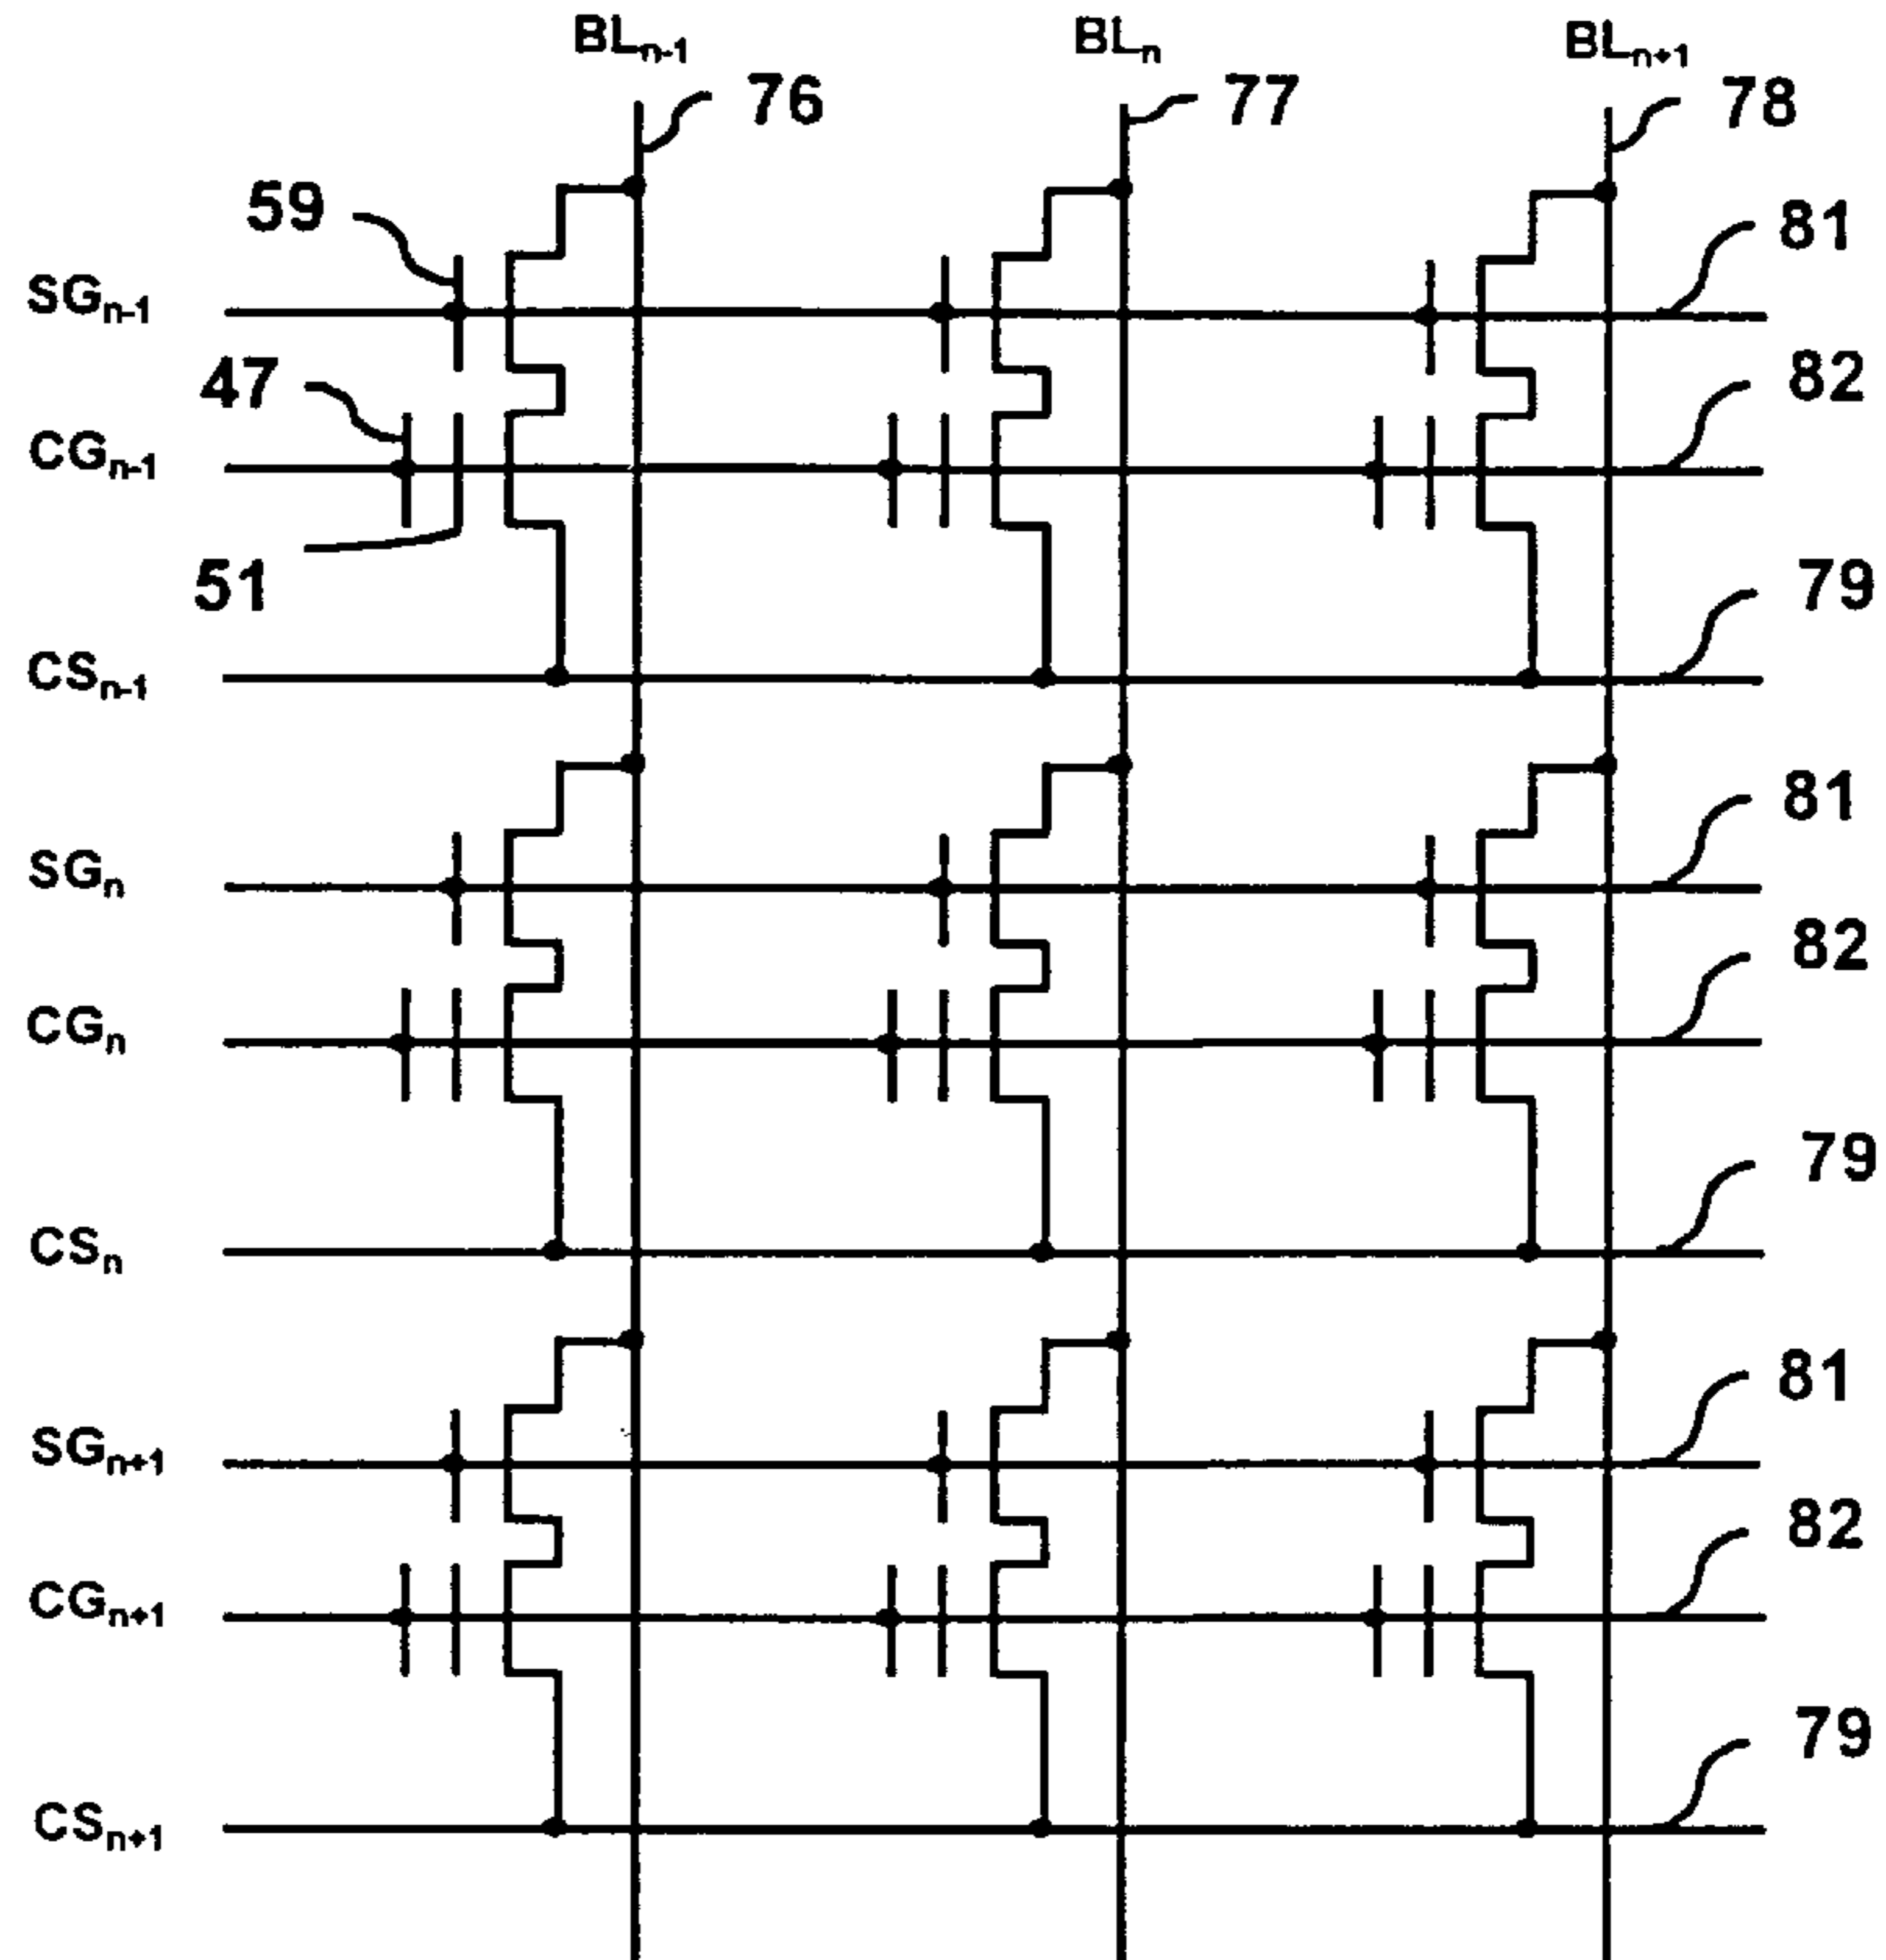 BLn-1 BLn BLn+1
76 77 78
59 81
SGn-1
47 82
CGn-1
51 79
CSn-1
81
SGn
82
CGn
79
CSn
81
SGn+1
82
CGn+1
79
CSn+1